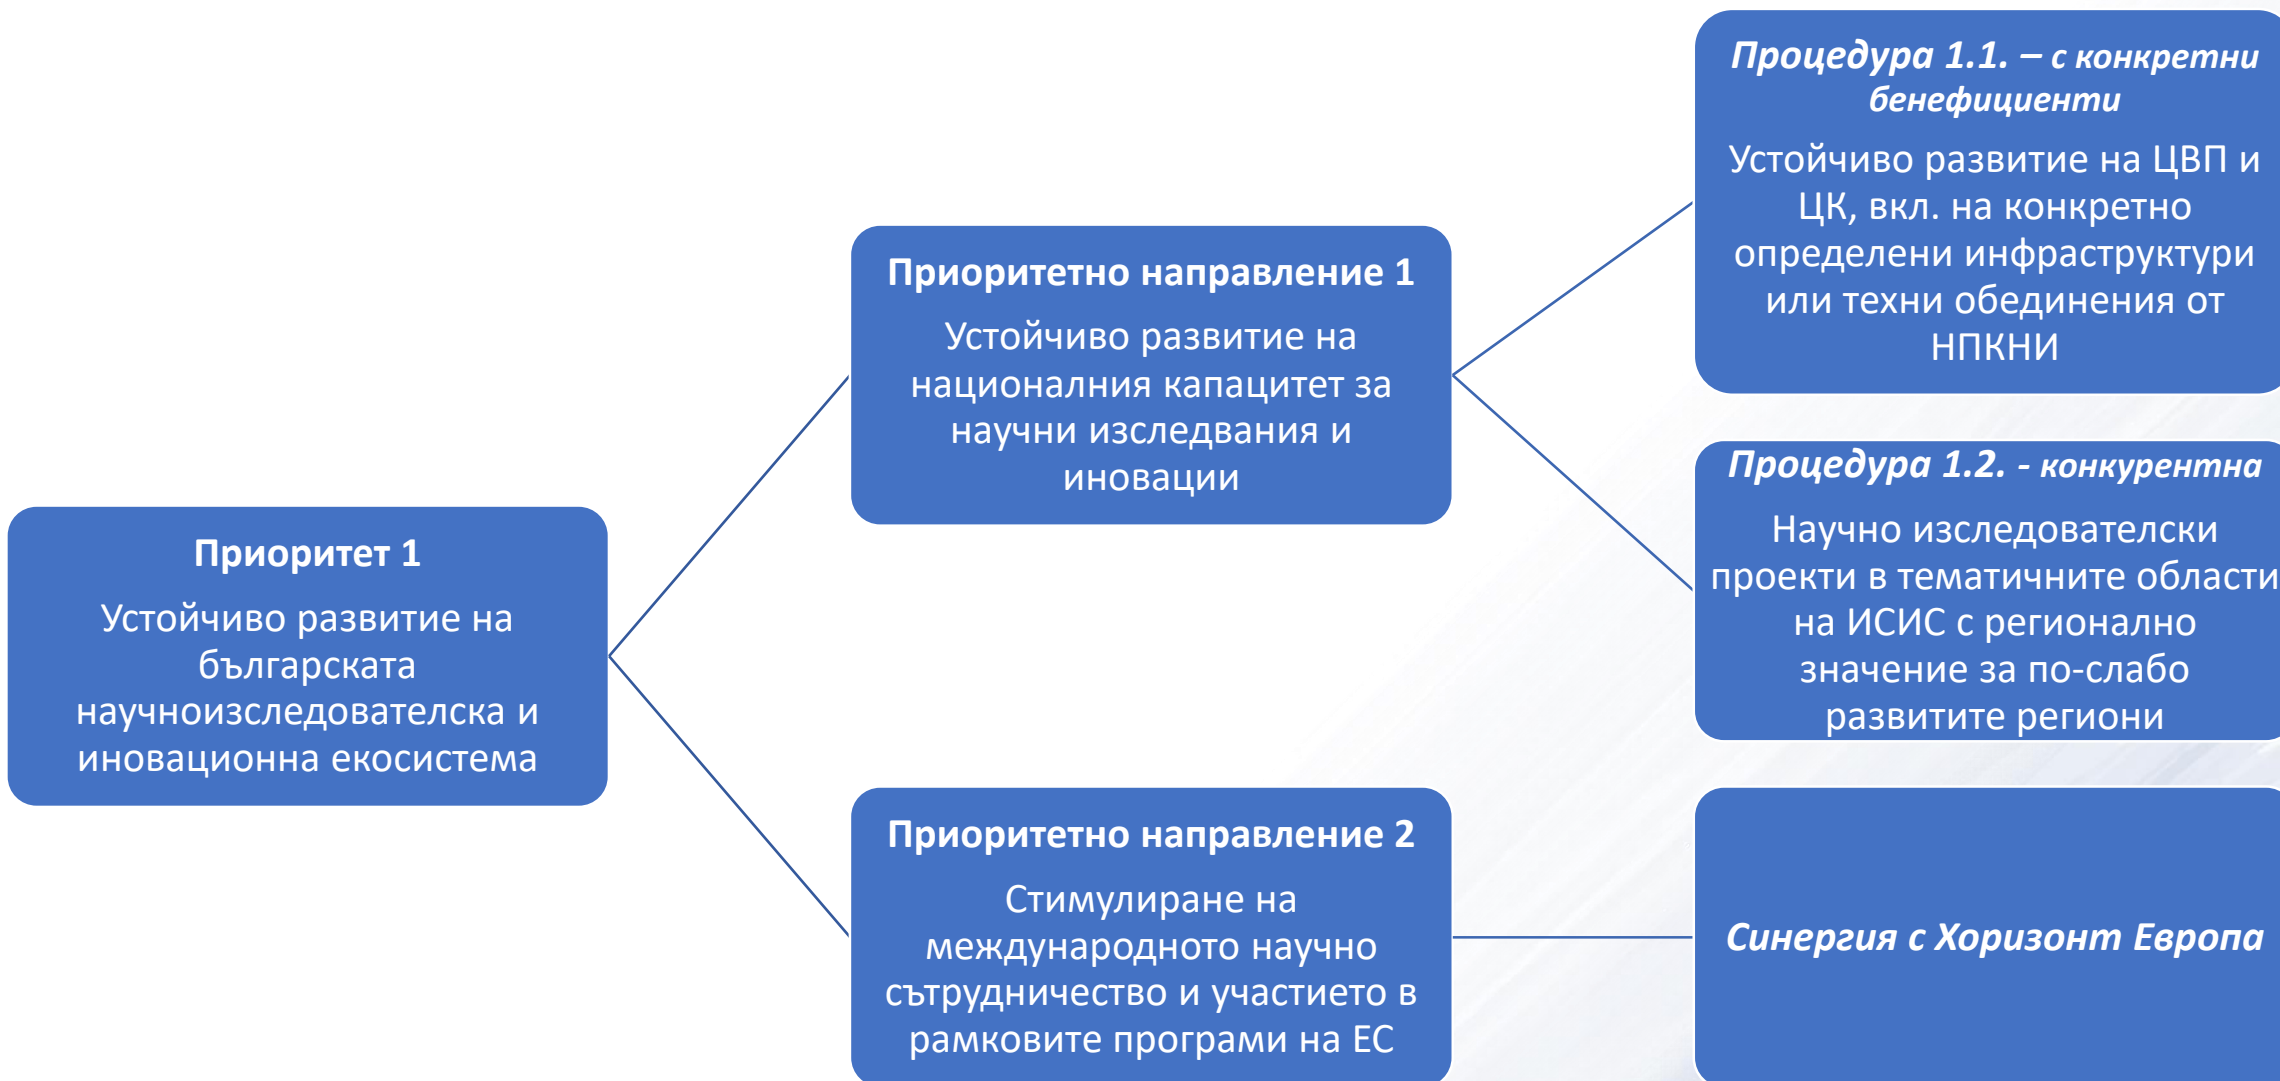 Приоритет 1
Устойчиво развитие на
българската
научноизследователска и
иновационна екосистема
Приоритетно направление 1
Устойчиво развитие на
националния капацитет за
научни изследвания и
иновации
Приоритетно направление 2
Стимулиране на
международното научно
сътрудничество и участието в
рамковите програми на ЕС
Процедура 1.1. – с конкретни
бенефициенти
Устойчиво развитие на ЦВП и
ЦК, вкл. на конкретно
определени инфраструктури
или техни обединения от
НПКНИ
Процедура 1.2. - конкурентна
Научно изследователски
проекти в тематичните области
на ИСИС с регионално
значение за по-слабо
развитите региони
Синергия с Хоризонт Европа